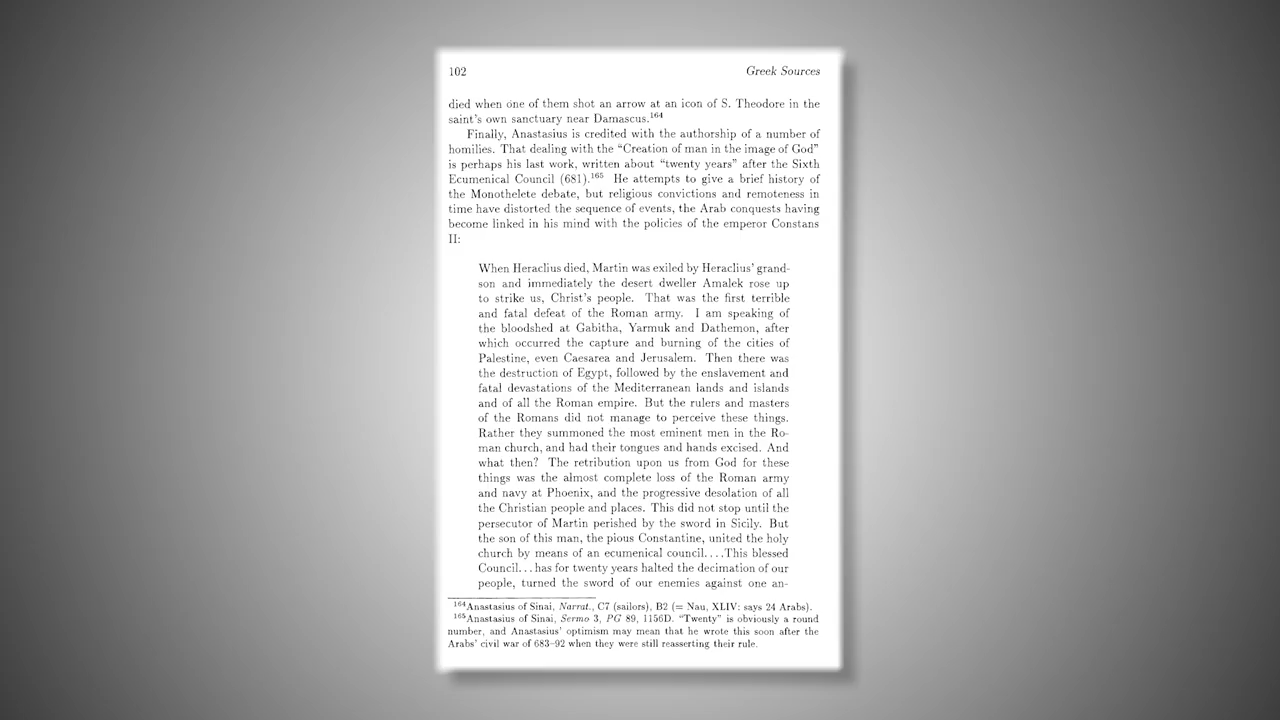 102 Greek Sources
died when one of them shot an arrow at an icon of S. Theodore in the
saint's own sanctuary near Damascus.164
Finally, Anastasius is credited with the authorship of a number of
homilies. That dealing with the “Creation of man in the image of God”
is perhaps his last work, written about “twenty years” after the Sixth
Ecumenical Council (681).165 He attempts to give a brief history of
the Monothelete debate, but religious convictions and remoteness in
time have distorted the sequence of events, the Arab conquests having
become linked in his mind with the policies of the emperor Constans
II:
When Heraclius died, Martin was exiled by Heraclius' grand-
son and immediately the desert dweller Amalek rose up
to strike us, Christ's people. That was the first terrible
and fatal defeat of the Roman army. I am speaking of
the bloodshed at Gabitha, Yarmuk and Dathemon, after
which occurred the capture and burning of the cities of
Palestine, even Caesarea and Jerusalem. Then there was
the destruction of Egypt, followed by the enslavement and
fatal devastations of the Mediterranean lands and islands
and of all the Roman empire. But the rulers and masters
of the Romans did not manage to perceive these things.
Rather they summoned the most eminent men in the Ro-
man church, and had their tongues and hands excised. And
what then? The retribution upon us from God for these
things was the almost complete loss of the Roman army
and navy at Phoenix, and the progressive desolation of all
the Christian people and places. This did not stop until the
persecutor of Martin perished by the sword in Sicily. But
the son of this man, the pious Constantine, united the holy
church by means of an ecumenical council....This blessed
Council...has for twenty years halted the decimation of our
people, turned the sword of our enemies against one an-
164Anastasius of Sinai, Narrat., C7 (sailors), B2 (= Nau, XLIV: says 24 Arabs).
165Anastasius of Sinai, Sermo 3, PG 89, 1156D. “Twenty” is obviously a round
number, and Anastasius' optimism may mean that he wrote this soon after the
Arabs' civil war of 683–92 when they were still reasserting their rule.